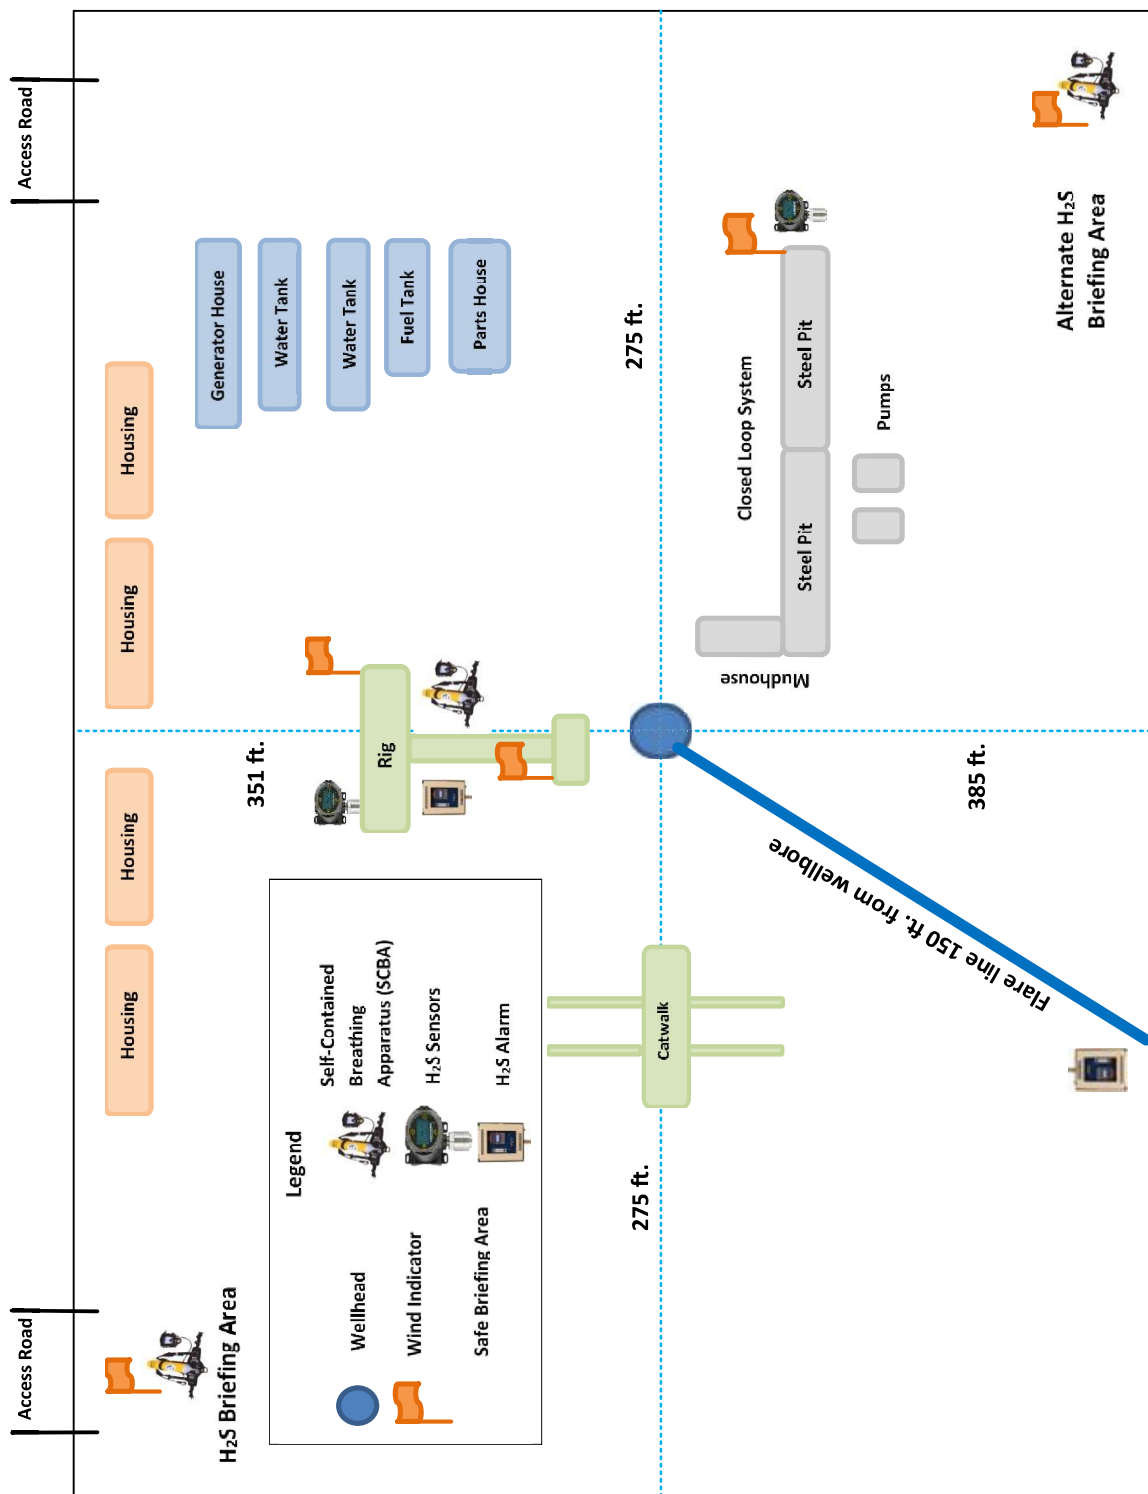 Access Road
Access Road
H₂S Briefing Area
Housing
Housing
Housing
Housing
Generator House
Water Tank
Water Tank
Fuel Tank
Parts House
351 ft.
Rig
Legend
Wellhead
Wind Indicator
Safe Briefing Area
Self-Contained
Breathing
Apparatus (SCBA)
H₂S Sensors
H₂S Alarm
275 ft.
Catwalk
275 ft.
Mudhouse
Closed Loop System
Steel Pit
Steel Pit
Pumps
385 ft.
Flare line 150 ft. from wellbore
Alternate H₂S
Briefing Area